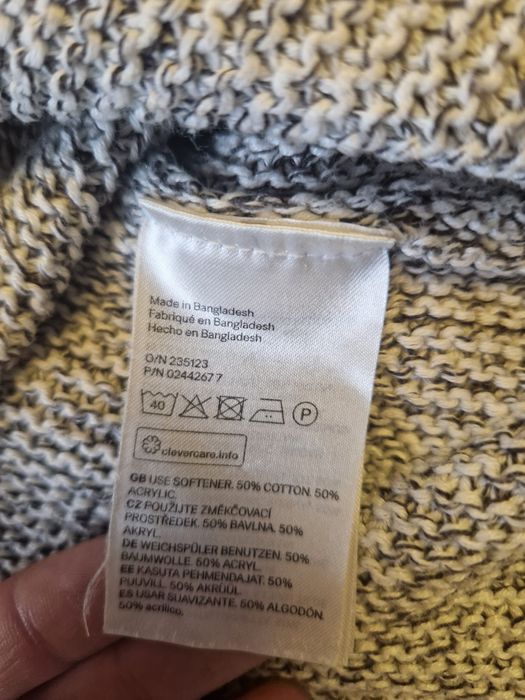 Made in Bangladesh
Fabriqué en Bangladesh
Hecho en Bangladesh
O/N 235123
P/N 0244267 7
40 P
clevercare.info
GB USE SOFTENER. 50% COTTON. 50%
ACRYLIC.
CZ POUŽIJTE ZMĚKČOVACÍ
PROSTŘEDEK. 50% BAVLNA. 50%
AKRYL.
DE WEICHSPÜLER BENUTZEN. 50%
BAUMWOLLE. 50% ACRYL.
EE KASUTA PEHMENDAJAT. 50%
PUUVILL. 50% AKRÜÜL.
ES USAR SUAVIZANTE. 50% ALGODÓN.
50% acrílico.